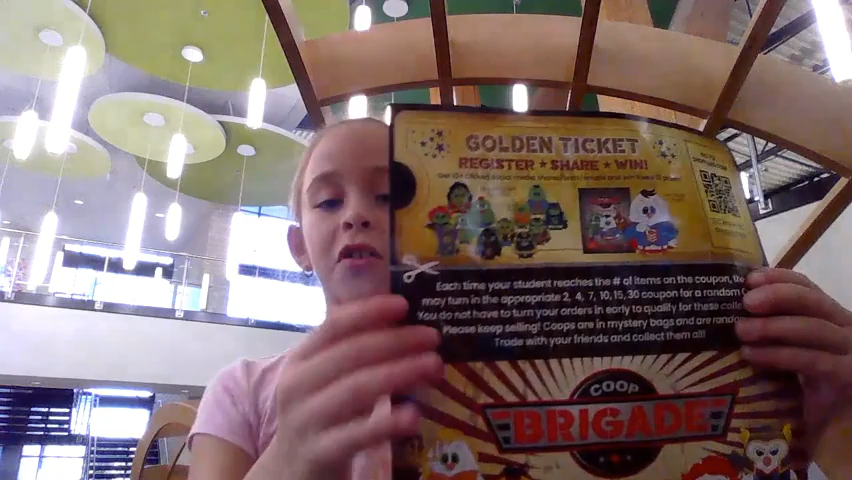 GOLDEN TICKET
REGISTER ★ SHARE ★ WIN!
Each time your student reaches the # of items on the coupon, the
may turn in the appropriate 2, 4, 7, 10, 15, 30 coupon for a random
You do not have to turn your orders in early to qualify for these colle
Please keep selling! Coops are in mystery bags and are rando
Trade with your friends and collect them all!
COOP
BRIGADE